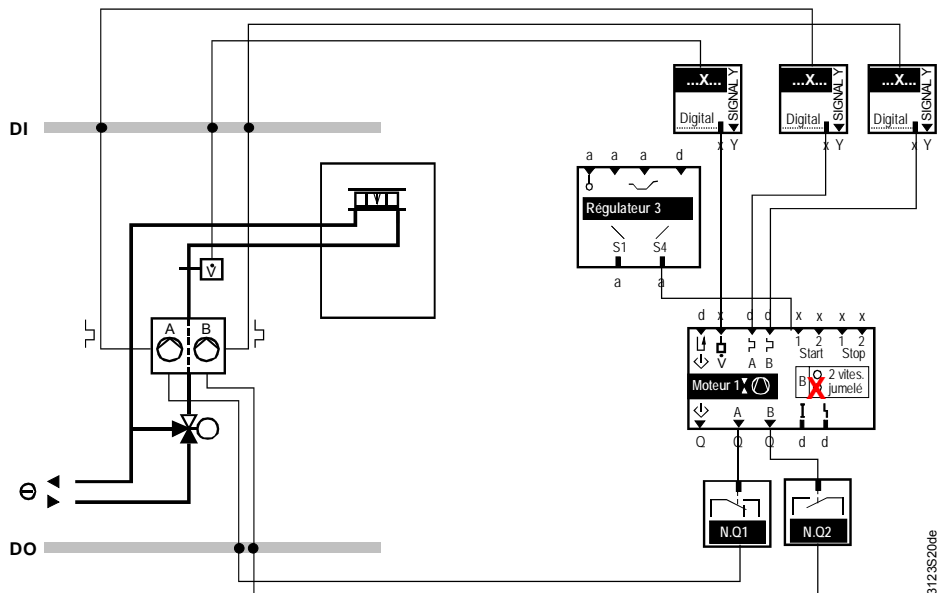 DI
...X...
SIGNAL Y
Digital
x Y
...X...
SIGNAL Y
Digital
x Y
...X...
SIGNAL Y
Digital
x Y
a a a d
Régulateur 3
S1 S4
a a
V
A B
d x d d x x x x
V A B
1 2 1 2
Start Stop
Moteur 1
B 2 vites.
X jumelé
A B
Q Q Q d d
N.Q1
N.Q2
DO
3123S20de